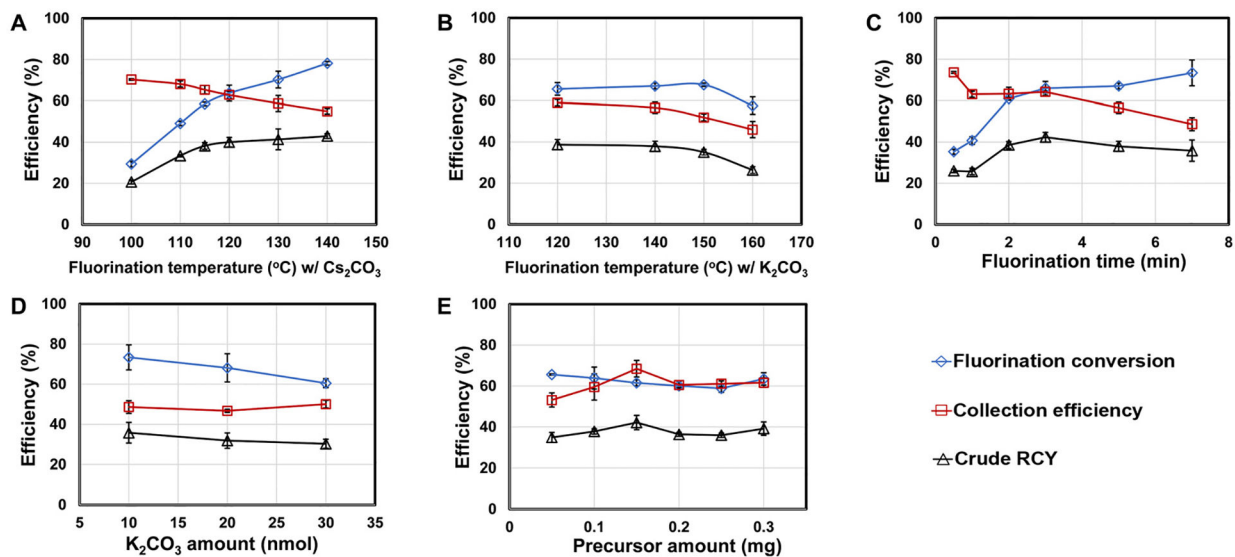 A
Efficiency (%)
100
80
60
40
20
0
90 100 110 120 130 140 150
Fluorination temperature (oC) w/ Cs2CO3
B
Efficiency (%)
100
80
60
40
20
0
110 120 130 140 150 160 170
Fluorination temperature (oC) w/ K2CO3
C
Efficiency (%)
100
80
60
40
20
0
0 2 4 6 8
Fluorination time (min)
D
Efficiency (%)
100
80
60
40
20
0
5 10 15 20 25 30 35
K2CO3 amount (nmol)
E
Efficiency (%)
100
80
60
40
20
0
0 0.1 0.2 0.3
Precursor amount (mg)
Fluorination conversion
Collection efficiency
Crude RCY